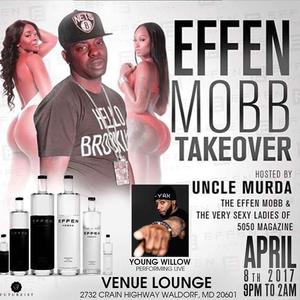 EFFEN
MOBB
TAKEOVER
HELLO
BROOKLYN
HOSTED BY
UNCLE MURDA
THE EFFEN MOBB &
THE VERY SEXY LADIES OF
5050 MAGAZINE
EFFEN
EFFEN
EFFEN
YOUNG WILLOW
PERFORMING LIVE
APRIL
8TH 2017
9PM TO 2AM
VENUE LOUNGE
2732 CRAIN HIGHWAY WALDORF, MD 20601